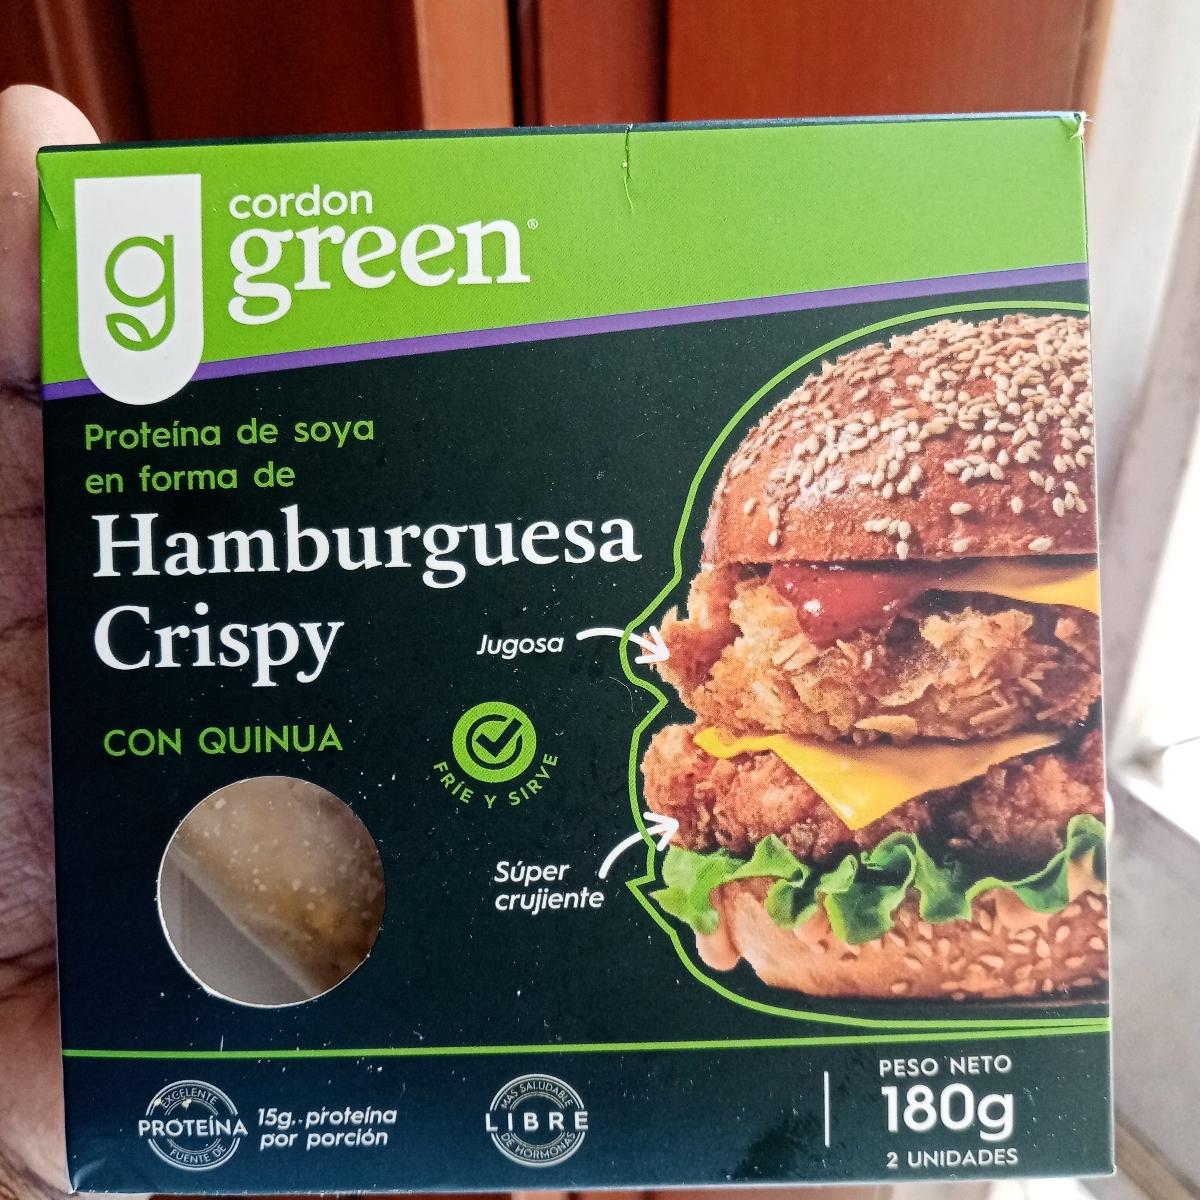 g
cordon
green®
Proteína de soya
en forma de
Hamburguesa
Crispy
CON QUINUA
Jugosa
FRÍE Y SIRVE
Súper
crujiente
EXCELENTE
PROTEÍNA
FUENTE DE
15g. proteína
por porción
MÁS SALUDABLE
LIBRE
DE HORMONAS
PESO NETO
180g
2 UNIDADES